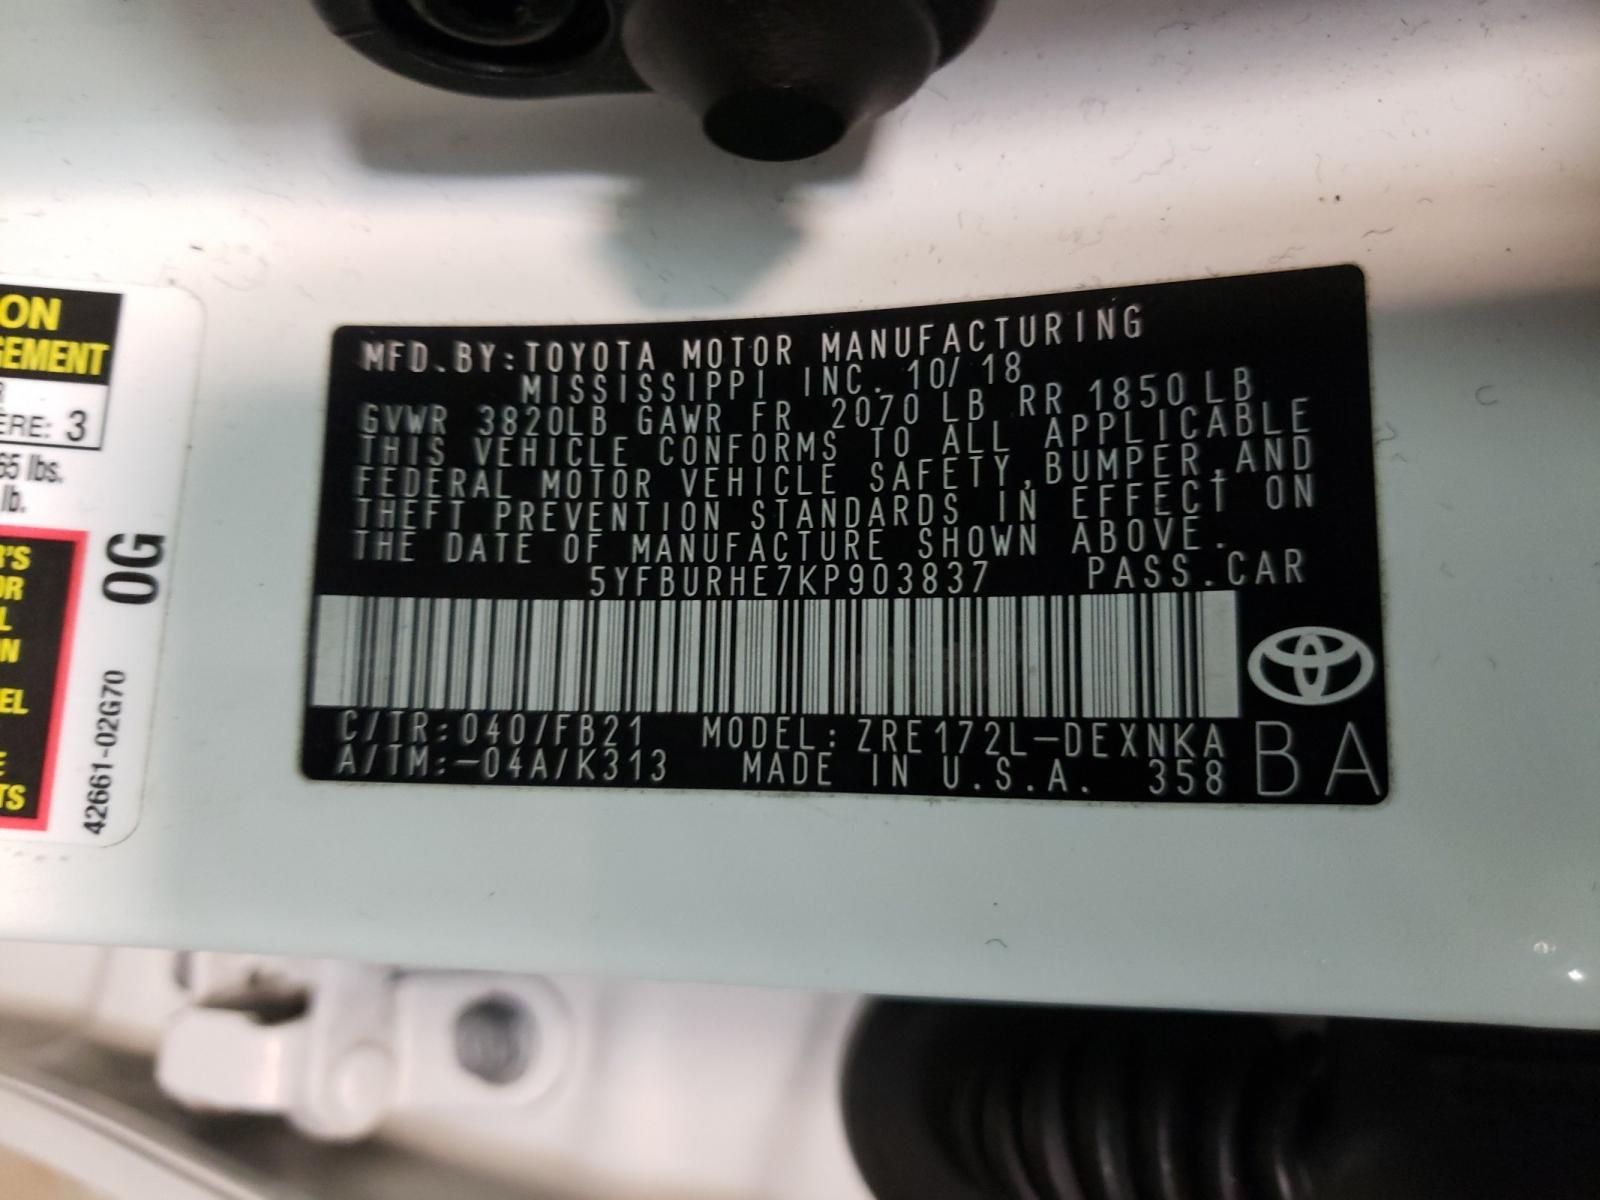 ON
GEMENT
R
ERE: 3
65 lbs.
lb.
R'S
OR
L
N
EL
E
TS
0G
42661-02G70
MFD.BY:TOYOTA MOTOR MANUFACTURING
MISSISSIPPI INC. 10/18
GVWR 3820LB GAWR FR 2070 LB RR 1850 LB
THIS VEHICLE CONFORMS TO ALL APPLICABLE
FEDERAL MOTOR VEHICLE SAFETY,BUMPER,AND
THEFT PREVENTION STANDARDS IN EFFECT ON
THE DATE OF MANUFACTURE SHOWN ABOVE.
5YFBURHE7KP903837 PASS.CAR
C/TR:040/FB21 MODEL:ZRE172L-DEXNKA
A/TM:-04A/K313 MADE IN U.S.A. 358
BA